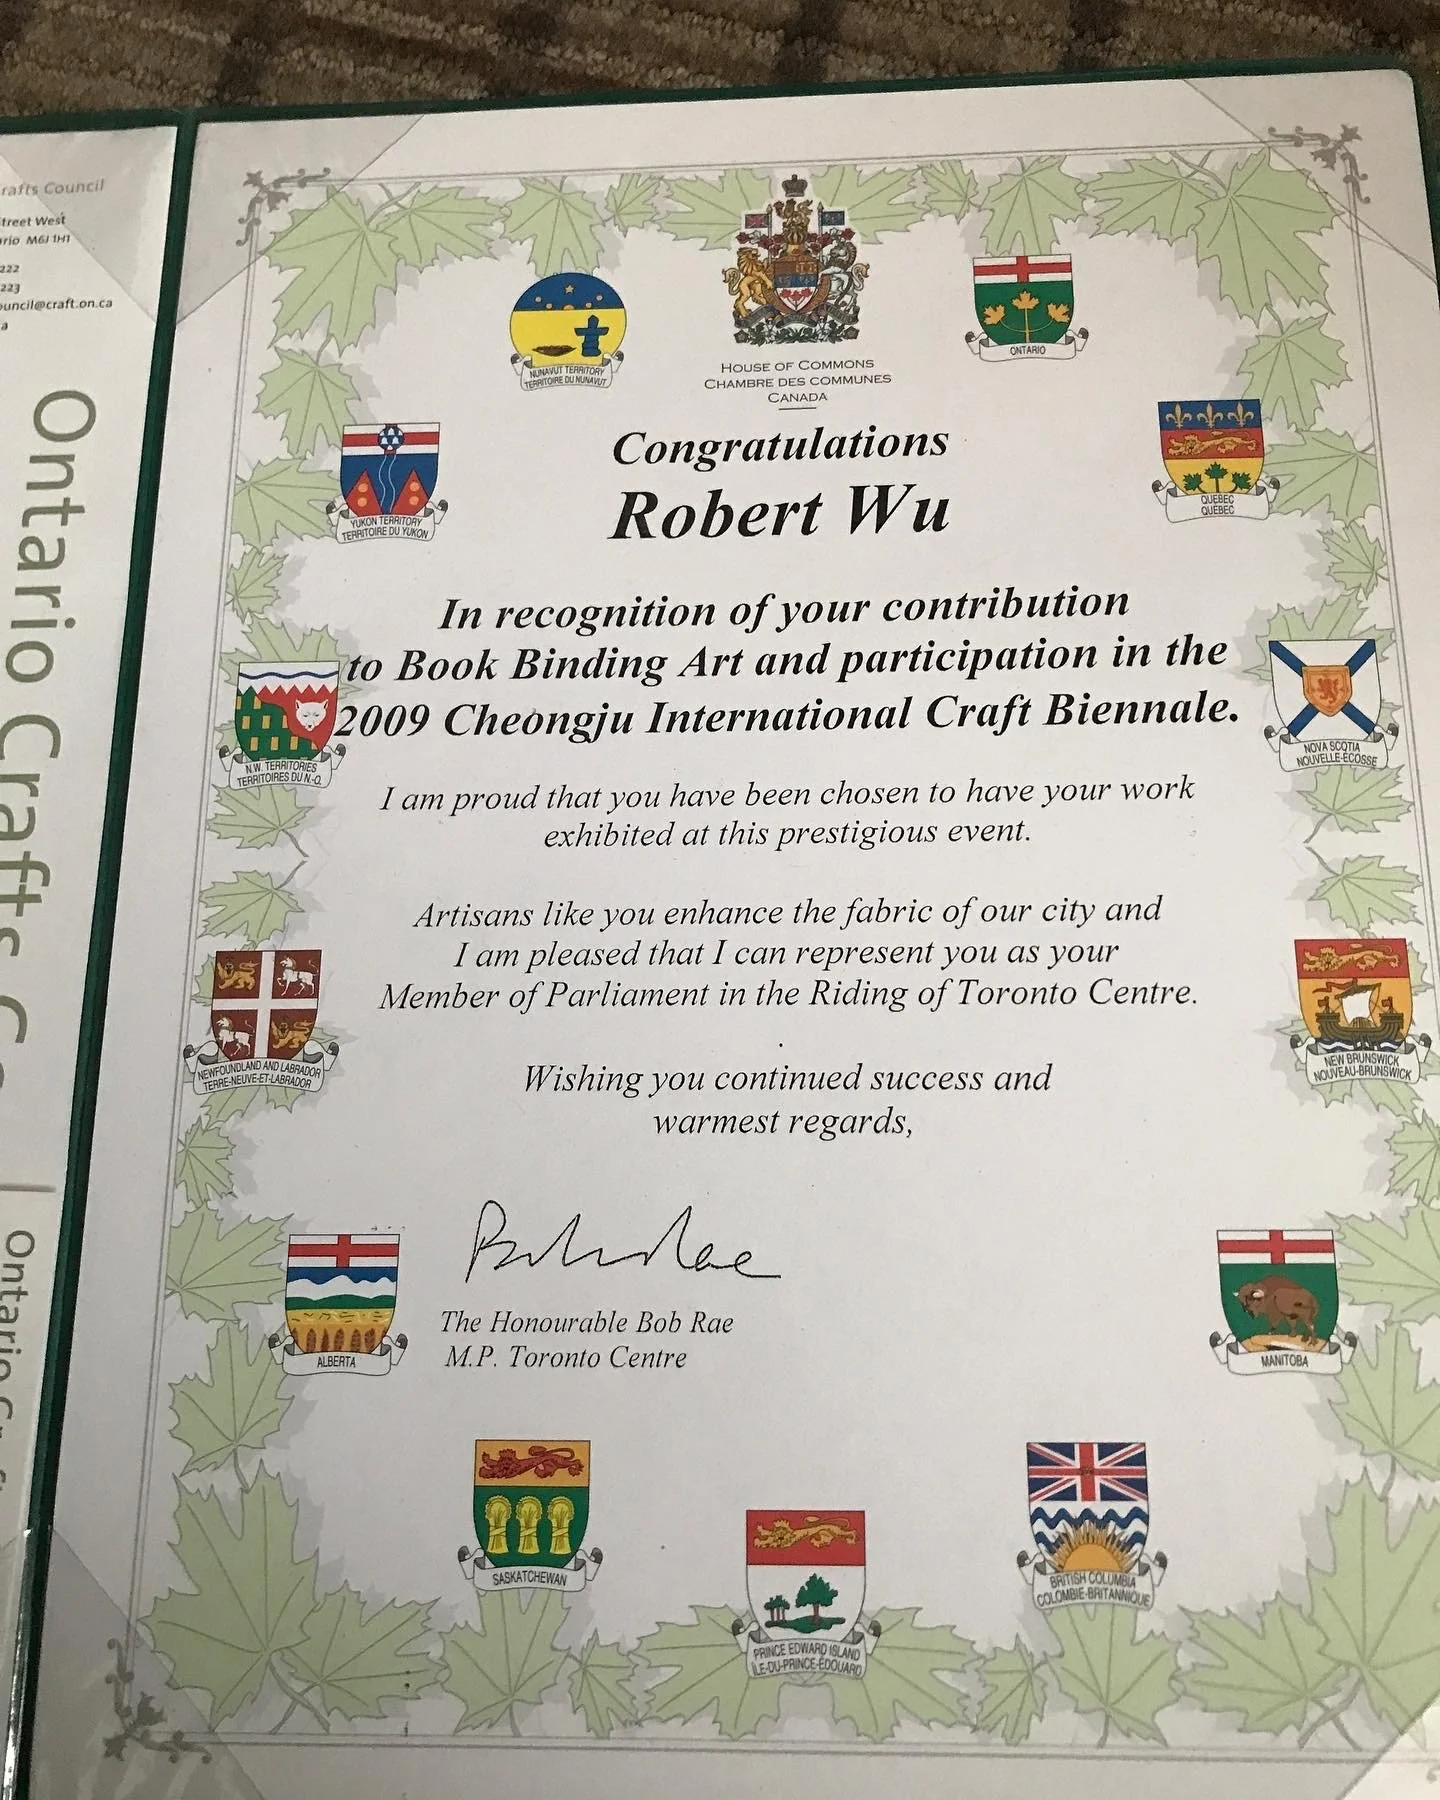 rafts Council
treet West
rio M6J 1H1
222
223
ouncil@craft.on.ca
a
Ontario Crafts Co
Ontario Cr
HOUSE OF COMMONS
CHAMBRE DES COMMUNES
CANADA
NUNAVUT TERRITORY
TERRITOIRE DU NUNAVUT
ONTARIO
YUKON TERRITORY
TERRITOIRE DU YUKON
QUEBEC
QUÉBEC
Congratulations
Robert Wu
In recognition of your contribution
to Book Binding Art and participation in the
2009 Cheongju International Craft Biennale.
N.W. TERRITORIES
TERRITOIRES DU N.-O.
NOVA SCOTIA
NOUVELLE-ÉCOSSE
I am proud that you have been chosen to have your work
exhibited at this prestigious event.
Artisans like you enhance the fabric of our city and
I am pleased that I can represent you as your
Member of Parliament in the Riding of Toronto Centre.
NEWFOUNDLAND AND LABRADOR
TERRE-NEUVE-ET-LABRADOR
NEW BRUNSWICK
NOUVEAU-BRUNSWICK
Wishing you continued success and
warmest regards,
Bob Rae
The Honourable Bob Rae
M.P. Toronto Centre
ALBERTA
MANITOBA
SASKATCHEWAN
BRITISH COLUMBIA
COLOMBIE-BRITANNIQUE
PRINCE EDWARD ISLAND
ÎLE-DU-PRINCE-ÉDOUARD